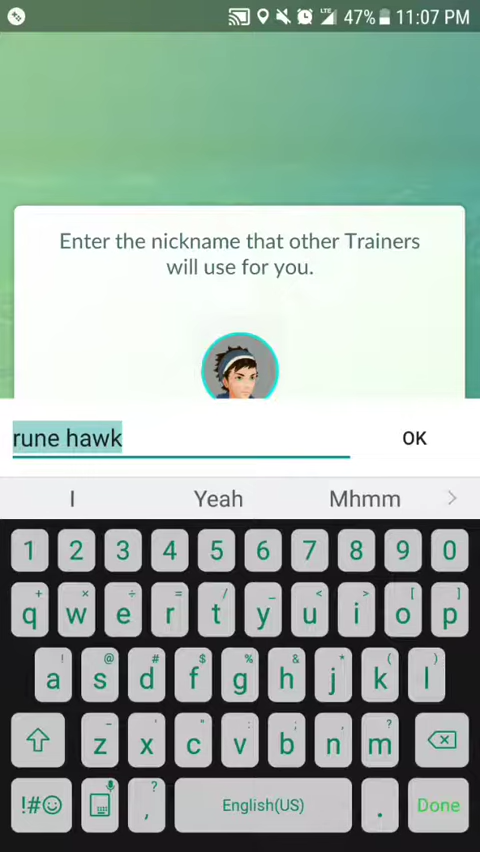 LTE 47% 11:07 PM
Enter the nickname that other Trainers
will use for you.
rune hawk OK
I Yeah Mhmm >
1 2 3 4 5 6 7 8 9 0
+ × ÷ = / _ < > [ ]
q w e r t y u i o p
! @ # $ % & * ( )
a s d f g h j k l
- ' " : ; , ?
z x c v b n m
!#☺ , ? English(US) . Done